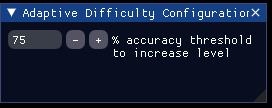 Adaptive Difficulty Configuration
75 - + % accuracy threshold
to increase level